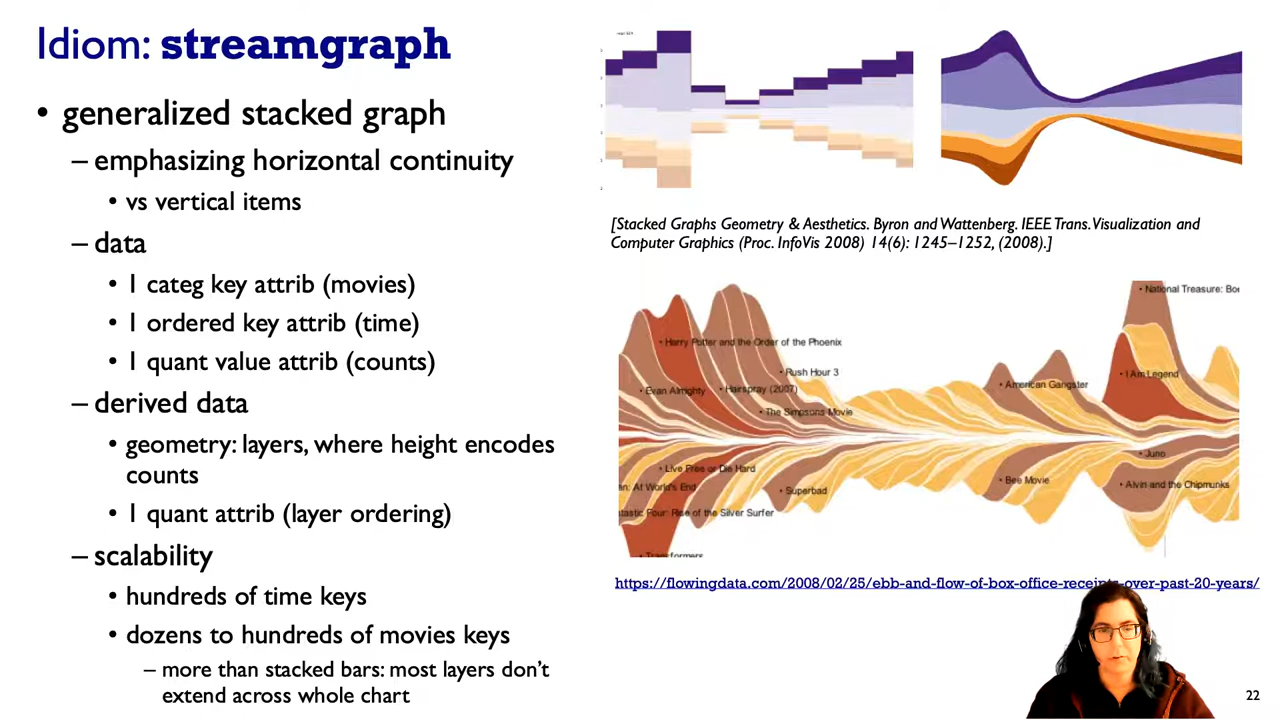 Idiom: streamgraph
• generalized stacked graph
– emphasizing horizontal continuity
• vs vertical items
– data
• 1 categ key attrib (movies)
• 1 ordered key attrib (time)
• 1 quant value attrib (counts)
– derived data
• geometry: layers, where height encodes
counts
• 1 quant attrib (layer ordering)
– scalability
• hundreds of time keys
• dozens to hundreds of movies keys
– more than stacked bars: most layers don't
extend across whole chart
[Stacked Graphs Geometry & Aesthetics. Byron and Wattenberg. IEEE Trans. Visualization and
Computer Graphics (Proc. InfoVis 2008) 14(6): 1245–1252, (2008).]
• National Treasure: Boo
• Harry Potter and the Order of the Phoenix
• Rush Hour 3
• I Am Legend
• Evan Almighty
• Hairspray (2007)
• American Gangster
• The Simpsons Movie
• Juno
• Live Free or Die Hard
an: At World's End
• Superbad
• Bee Movie
• Alvin and the Chipmunks
tastic Four: Rise of the Silver Surfer
• Transformers
https://flowingdata.com/2008/02/25/ebb-and-flow-of-box-office-receipts-over-past-20-years/
22